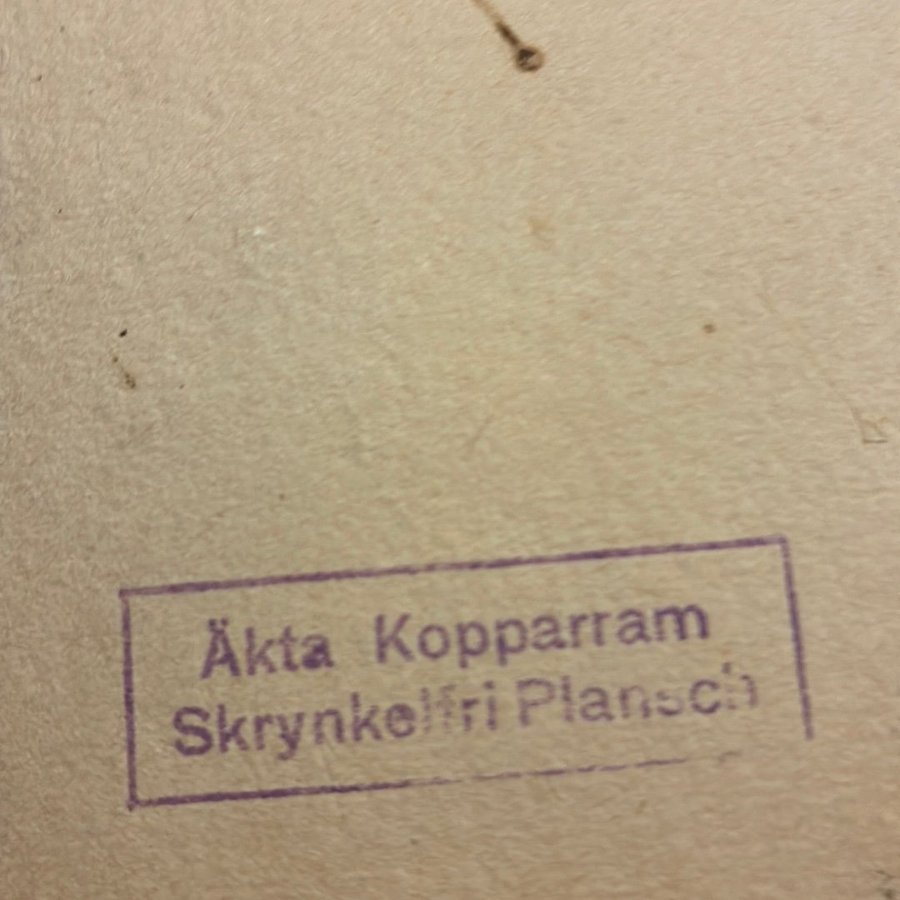 Äkta Kopparram
Skrynkelfri Plansch